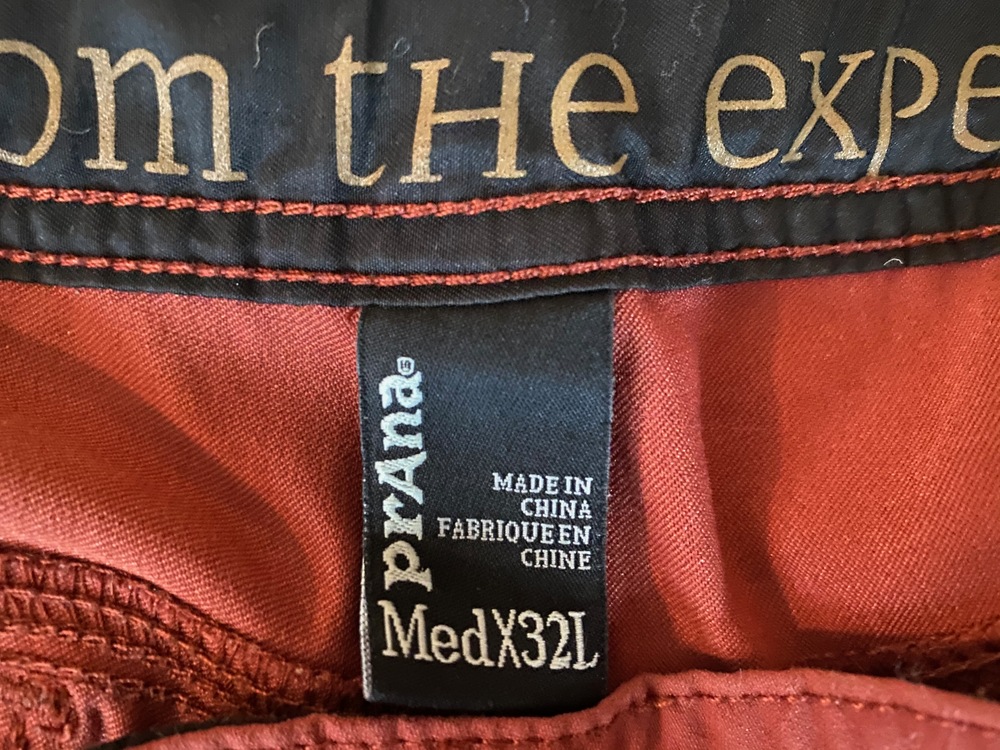 om tHe expe
prAna®
MADE IN
CHINA
FABRIQUE EN
CHINE
MedX32L